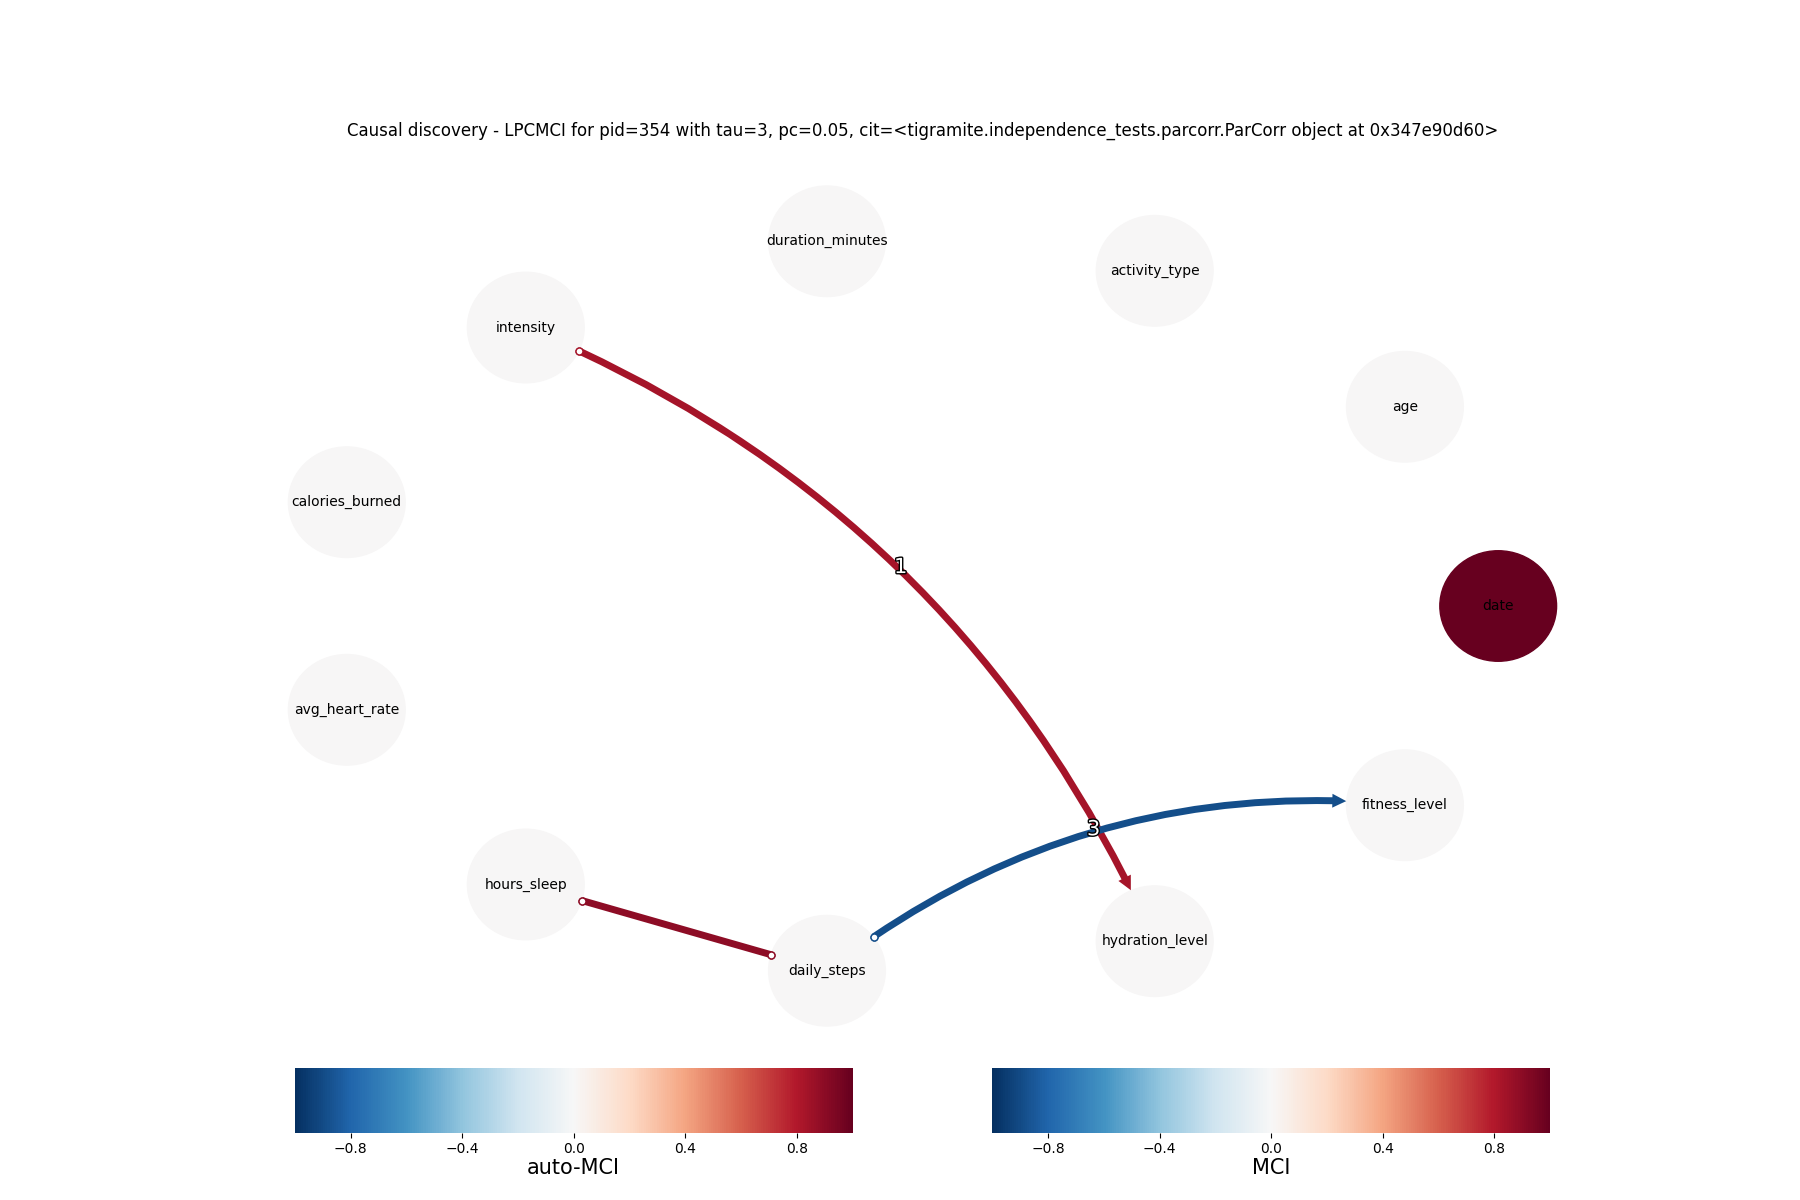 Causal discovery - LPCMCI for pid=354 with tau=3, pc=0.05, cit=<tigramite.independence_tests.parcorr.ParCorr object at 0x347e90d60>
duration_minutes
activity_type
intensity
age
calories_burned
1
date
avg_heart_rate
fitness_level
3
hours_sleep
hydration_level
daily_steps
−0.8 −0.4 0.0 0.4 0.8
auto-MCI
−0.8 −0.4 0.0 0.4 0.8
MCI